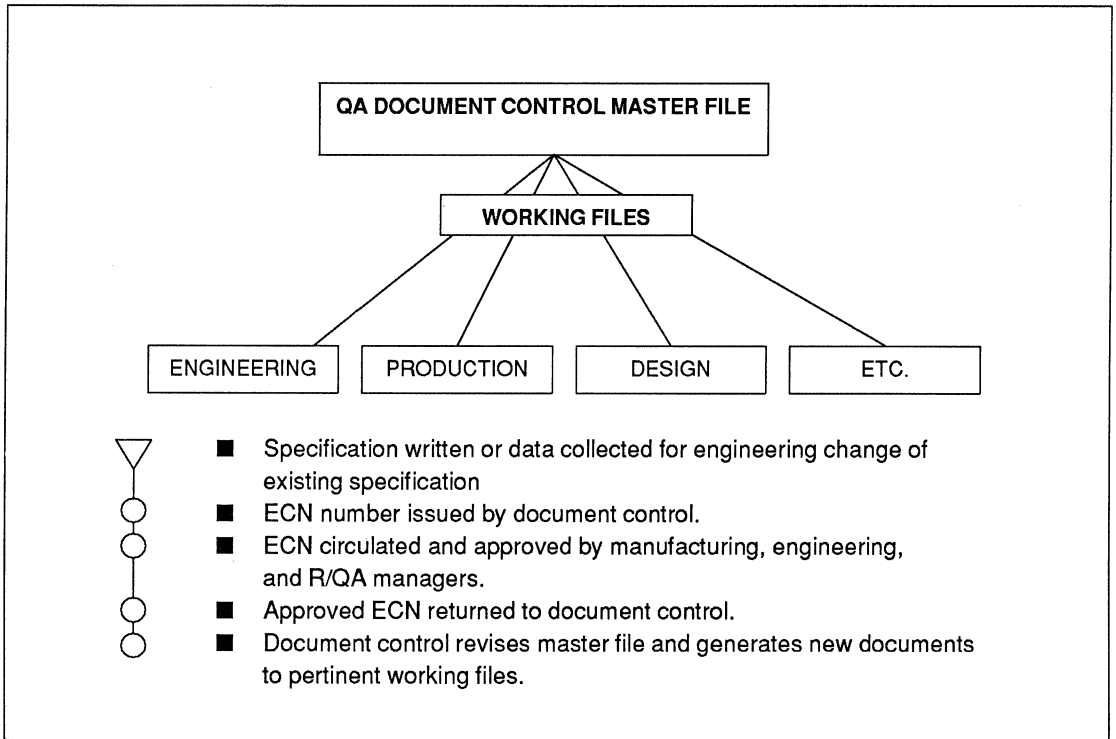 QA DOCUMENT CONTROL MASTER FILE
WORKING FILES
ENGINEERING
PRODUCTION
DESIGN
ETC.
■ Specification written or data collected for engineering change of
existing specification
■ ECN number issued by document control.
■ ECN circulated and approved by manufacturing, engineering,
and R/QA managers.
■ Approved ECN returned to document control.
■ Document control revises master file and generates new documents
to pertinent working files.